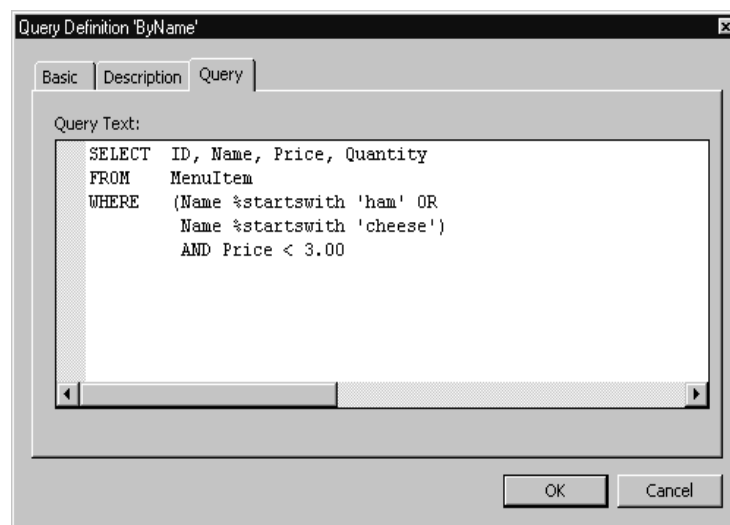 Query Definition 'ByName'
Basic Description Query
Query Text:
SELECT ID, Name, Price, Quantity
FROM MenuItem
WHERE (Name %startswith 'ham' OR
Name %startswith 'cheese')
AND Price < 3.00
OK Cancel